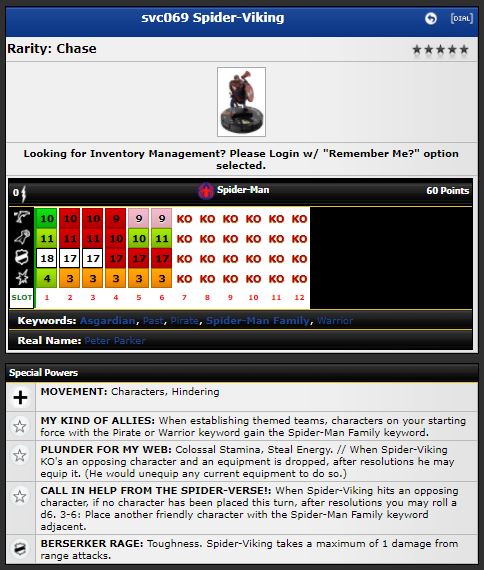 svc069 Spider-Viking
[DIAL]
Rarity: Chase
Looking for Inventory Management? Please Login w/ "Remember Me?" option
selected.
0 Spider-Man 60 Points
10 10 10 9 9 9 KO KO KO KO KO KO
11 11 11 10 10 11 KO KO KO KO KO KO
18 17 17 17 17 17 KO KO KO KO KO KO
4 3 3 3 3 3 KO KO KO KO KO KO
SLOT 1 2 3 4 5 6 7 8 9 10 11 12
Keywords: Asgardian, Past, Pirate, Spider-Man Family, Warrior
Real Name: Peter Parker
Special Powers
MOVEMENT: Characters, Hindering
MY KIND OF ALLIES: When establishing themed teams, characters on your starting
force with the Pirate or Warrior keyword gain the Spider-Man Family keyword.
PLUNDER FOR MY WEB: Colossal Stamina, Steal Energy. // When Spider-Viking
KO's an opposing character and an equipment is dropped, after resolutions he may
equip it. (He would unequip any current equipment to do so.)
CALL IN HELP FROM THE SPIDER-VERSE!: When Spider-Viking hits an opposing
character, if no character has been placed this turn, after resolutions you may roll a
d6. 3-6: Place another friendly character with the Spider-Man Family keyword
adjacent.
BERSERKER RAGE: Toughness. Spider-Viking takes a maximum of 1 damage from
range attacks.